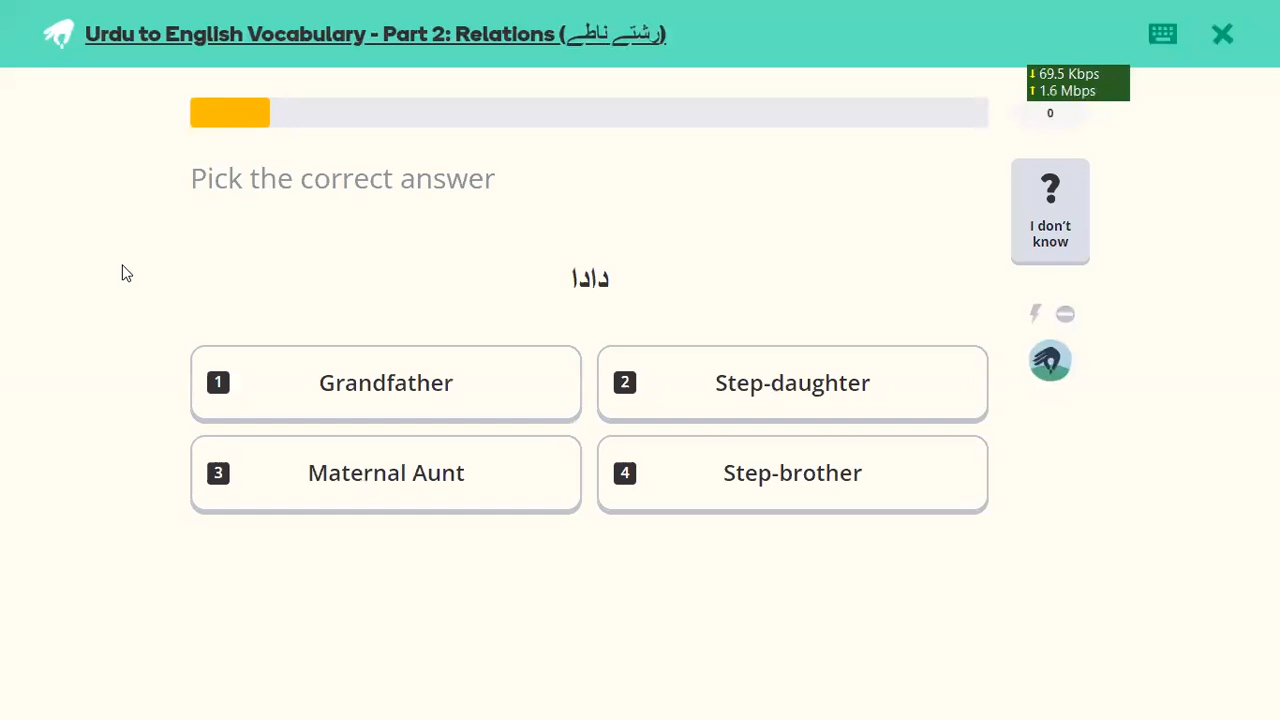 Urdu to English Vocabulary - Part 2: Relations (رشتے ناطے)
↓ 69.5 Kbps
↑ 1.6 Mbps
0
Pick the correct answer
?
I don't
know
دادا
1 Grandfather
2 Step-daughter
3 Maternal Aunt
4 Step-brother